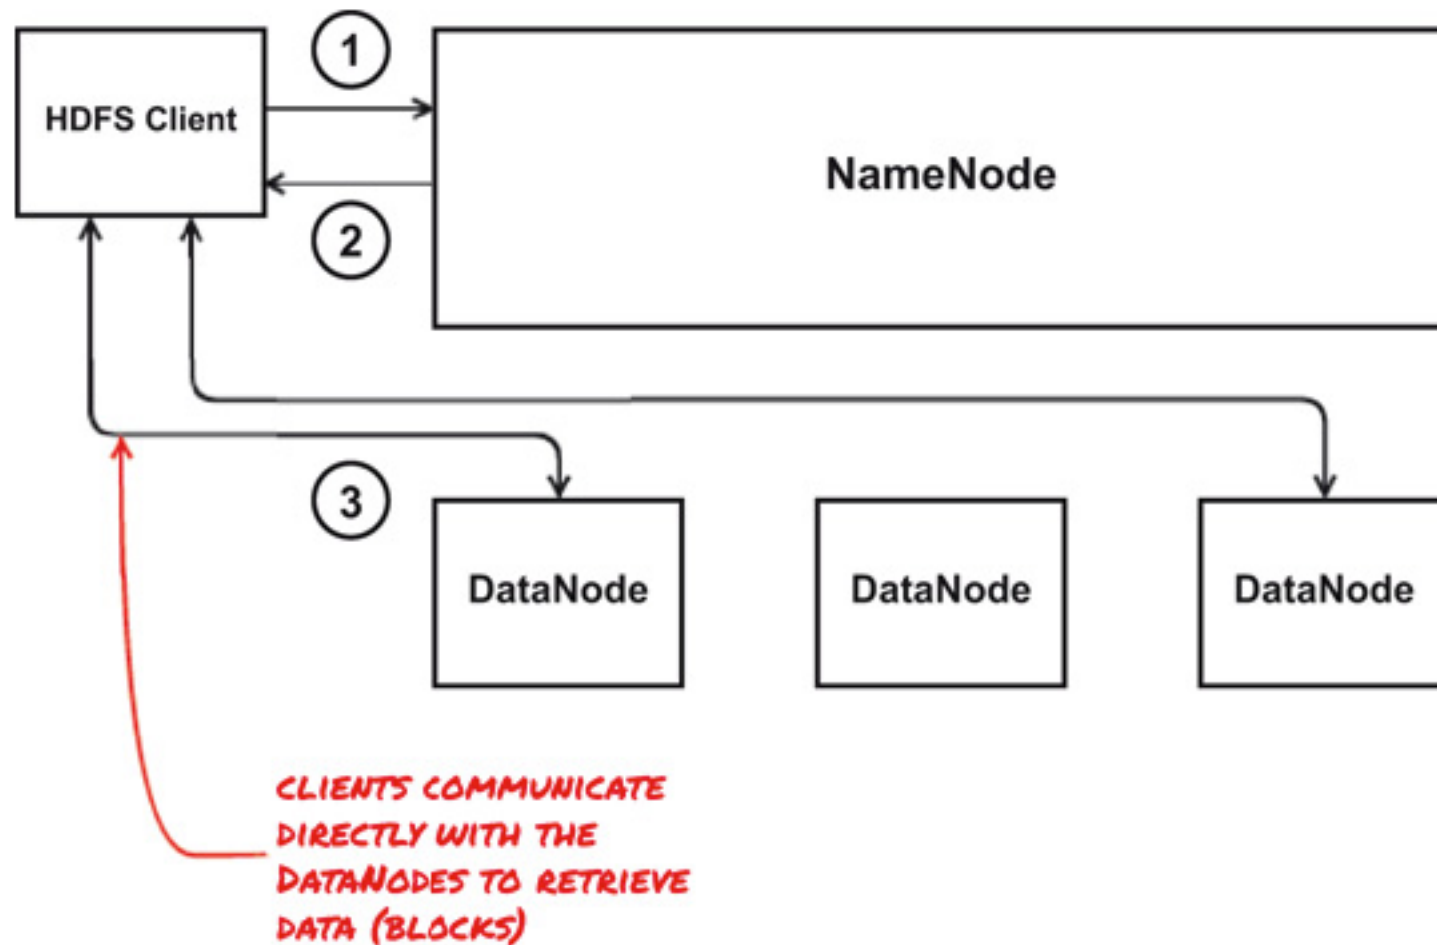 1
HDFS Client
NameNode
2
3
DataNode
DataNode
DataNode
CLIENTS COMMUNICATE
DIRECTLY WITH THE
DATANODES TO RETRIEVE
DATA (BLOCKS)